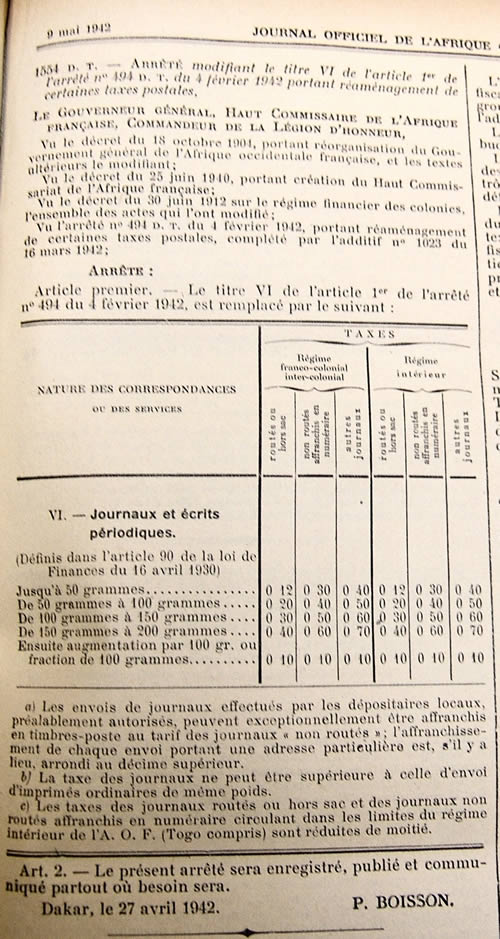 9 mai 1942
JOURNAL OFFICIEL DE L'AFRIQUE
1554 D. T. — ARRÊTÉ modifiant le titre VI de l'article 1er de
l'arrêté n° 494 D. T. du 4 février 1942 portant réaménagement de
certaines taxes postales,
LE GOUVERNEUR GÉNÉRAL, HAUT COMMISSAIRE DE L'AFRIQUE
FRANÇAISE, COMMANDEUR DE LA LÉGION D'HONNEUR,
Vu le décret du 18 octobre 1904, portant réorganisation du Gou-
vernement général de l'Afrique occidentale française, et les textes
ultérieurs le modifiant;
Vu le décret du 25 juin 1940, portant création du Haut Commis-
sariat de l'Afrique française;
Vu le décret du 30 juin 1912 sur le régime financier des colonies,
l'ensemble des actes qui l'ont modifié;
Vu l'arrêté n° 494 D. T. du 4 février 1942, portant réaménagement
de certaines taxes postales, complété par l'additif n° 1023 du
16 mars 1942;
ARRÊTE :
Article premier. — Le titre VI de l'article 1er de l'arrêté
n° 494 du 4 février 1942, est remplacé par le suivant :
NATURE DES CORRESPONDANCES
OU DES SERVICES
TAXES
Régime
franco-colonial
inter-colonial
Régime
intérieur
routés ou
hors sac
non routés
affranchis en
numéraire
autres
journaux
routés ou
hors sac
non routés
affranchis en
numéraire
autres
journaux
VI. — Journaux et écrits
périodiques.
(Définis dans l'article 90 de la loi de
Finances du 16 avril 1930)
Jusqu'à 50 grammes............... 0 12 0 30 0 40 0 12 0 30 0 40
De 50 grammes à 100 grammes..... 0 20 0 40 0 50 0 20 0 40 0 50
De 100 grammes à 150 grammes.... 0 30 0 50 0 60 0 30 0 50 0 60
De 150 grammes à 200 grammes.... 0 40 0 60 0 70 0 40 0 60 0 70
Ensuite augmentation par 100 gr. ou
fraction de 100 grammes.......... 0 10 0 10 0 10 0 10 0 10 0 10
a) Les envois de journaux effectués par les dépositaires locaux,
préalablement autorisés, peuvent exceptionnellement être affranchis
en timbres-poste au tarif des journaux « non routés » ; l'affranchisse-
ment de chaque envoi portant une adresse particulière est, s'il y a
lieu, arrondi au décime supérieur.
b) La taxe des journaux ne peut être supérieure à celle d'envoi
d'imprimés ordinaires de même poids.
c) Les taxes des journaux routés ou hors sac et des journaux non
routés affranchis en numéraire circulant dans les limites du régime
intérieur de l'A. O. F. (Togo compris) sont réduites de moitié.
Art. 2. — Le présent arrêté sera enregistré, publié et commu-
niqué partout où besoin sera.
Dakar, le 27 avril 1942.
P. BOISSON.